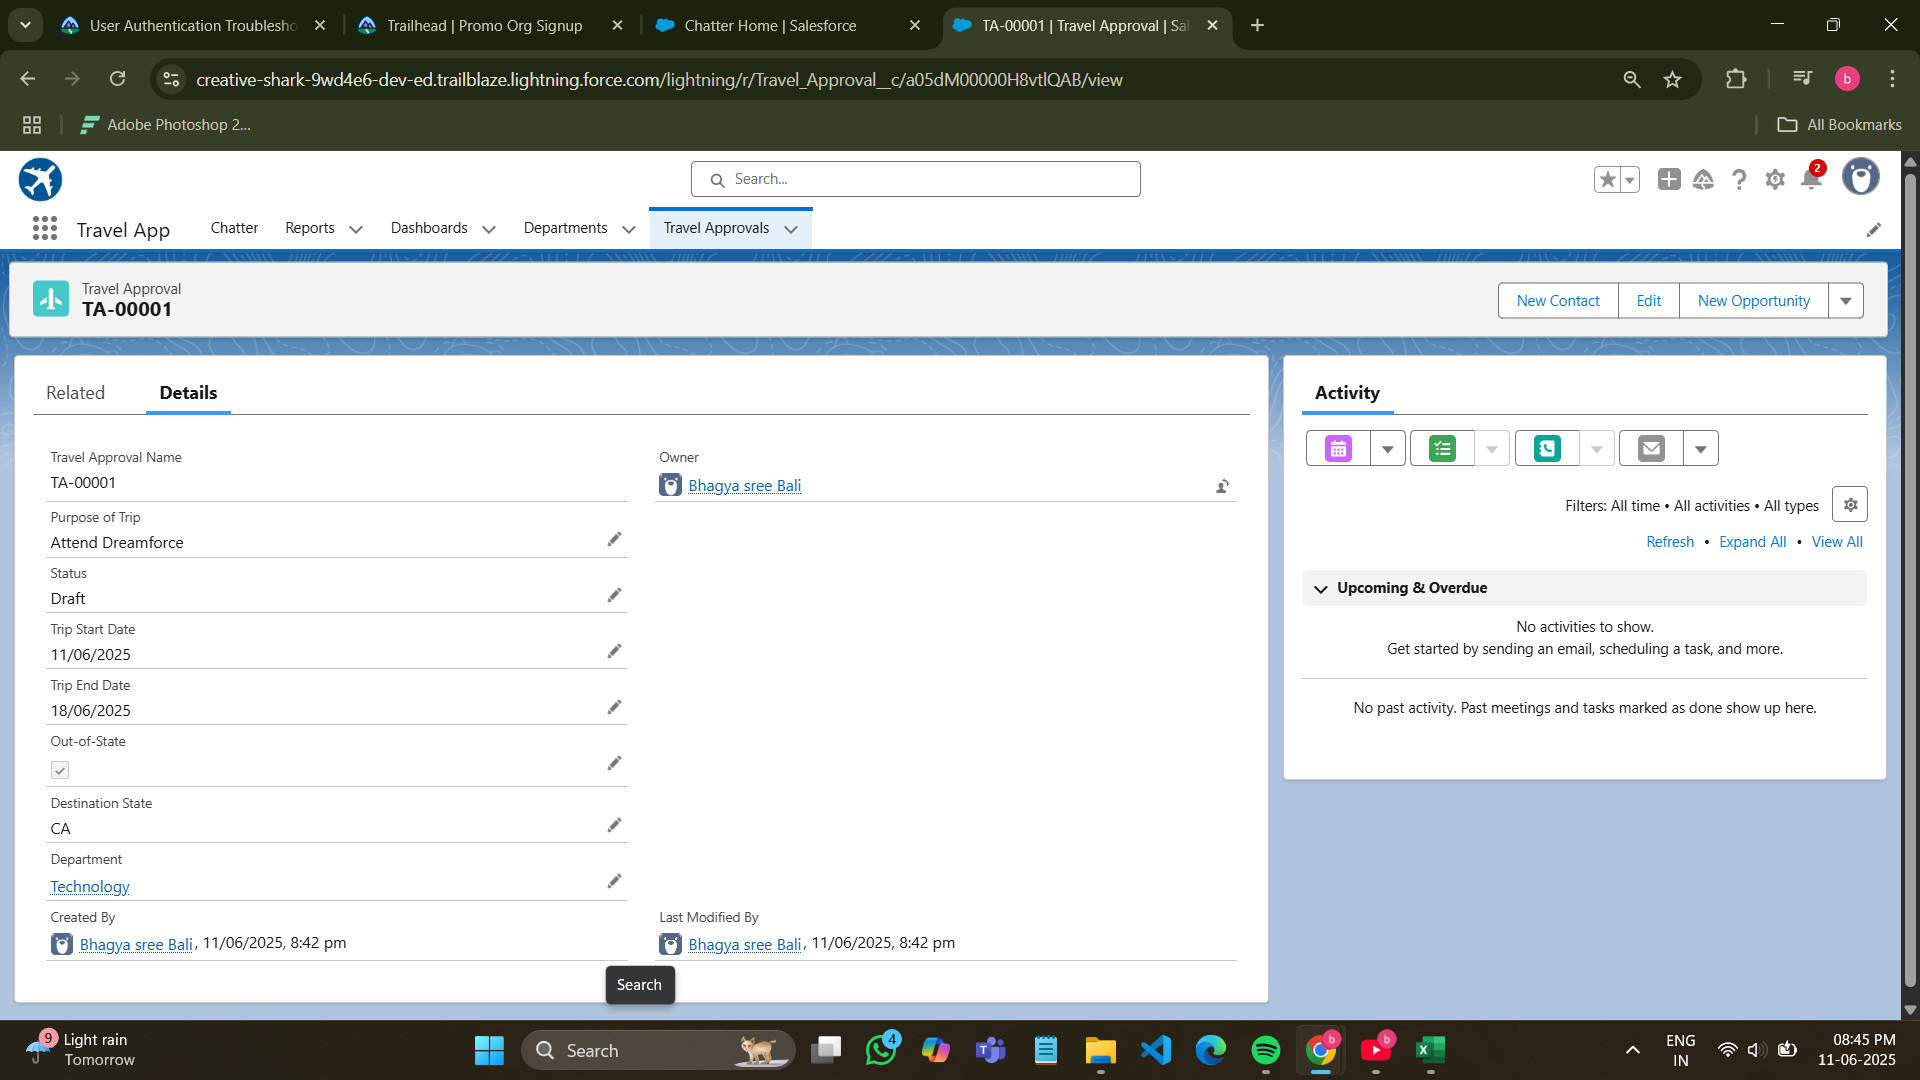 User Authentication Troublesho
Trailhead | Promo Org Signup
Chatter Home | Salesforce
TA-00001 | Travel Approval | Sal
creative-shark-9wd4e6-dev-ed.trailblaze.lightning.force.com/lightning/r/Travel_Approval__c/a05dM00000H8vtlQAB/view
b
Adobe Photoshop 2...
All Bookmarks
Search...
2
Travel App
Chatter
Reports
Dashboards
Departments
Travel Approvals
Travel Approval
TA-00001
New Contact
Edit
New Opportunity
Related
Details
Travel Approval Name
TA-00001
Owner
Bhagya sree Bali
Purpose of Trip
Attend Dreamforce
Status
Draft
Trip Start Date
11/06/2025
Trip End Date
18/06/2025
Out-of-State
Destination State
CA
Department
Technology
Created By
Bhagya sree Bali, 11/06/2025, 8:42 pm
Last Modified By
Bhagya sree Bali, 11/06/2025, 8:42 pm
Search
Activity
Filters: All time • All activities • All types
Refresh • Expand All • View All
Upcoming & Overdue
No activities to show.
Get started by sending an email, scheduling a task, and more.
No past activity. Past meetings and tasks marked as done show up here.
9
Light rain
Tomorrow
Search
4
b
b
ENG
IN
08:45 PM
11-06-2025